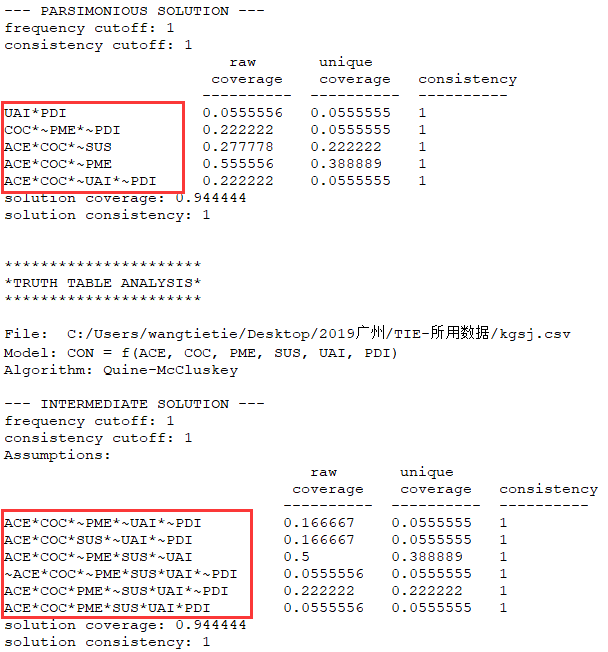 --- PARSIMONIOUS SOLUTION ---
frequency cutoff: 1
consistency cutoff: 1
raw unique
coverage coverage consistency
---------- ---------- ----------
UAI*PDI 0.0555556 0.0555555 1
COC*~PME*~PDI 0.222222 0.0555555 1
ACE*COC*~SUS 0.277778 0.222222 1
ACE*COC*~PME 0.555556 0.388889 1
ACE*COC*~UAI*~PDI 0.222222 0.0555555 1
solution coverage: 0.944444
solution consistency: 1
**********************
*TRUTH TABLE ANALYSIS*
**********************
File: C:/Users/wangtietie/Desktop/2019广州/TIE-所用数据/kgsj.csv
Model: CON = f(ACE, COC, PME, SUS, UAI, PDI)
Algorithm: Quine-McCluskey
--- INTERMEDIATE SOLUTION ---
frequency cutoff: 1
consistency cutoff: 1
Assumptions:
raw unique
coverage coverage consistency
---------- ---------- ----------
ACE*COC*~PME*~UAI*~PDI 0.166667 0.0555555 1
ACE*COC*SUS*~UAI*~PDI 0.166667 0.0555555 1
ACE*COC*~PME*SUS*~UAI 0.5 0.388889 1
~ACE*COC*~PME*SUS*UAI*~PDI 0.0555556 0.0555555 1
ACE*COC*PME*~SUS*UAI*~PDI 0.222222 0.222222 1
ACE*COC*PME*SUS*UAI*PDI 0.0555556 0.0555555 1
solution coverage: 0.944444
solution consistency: 1